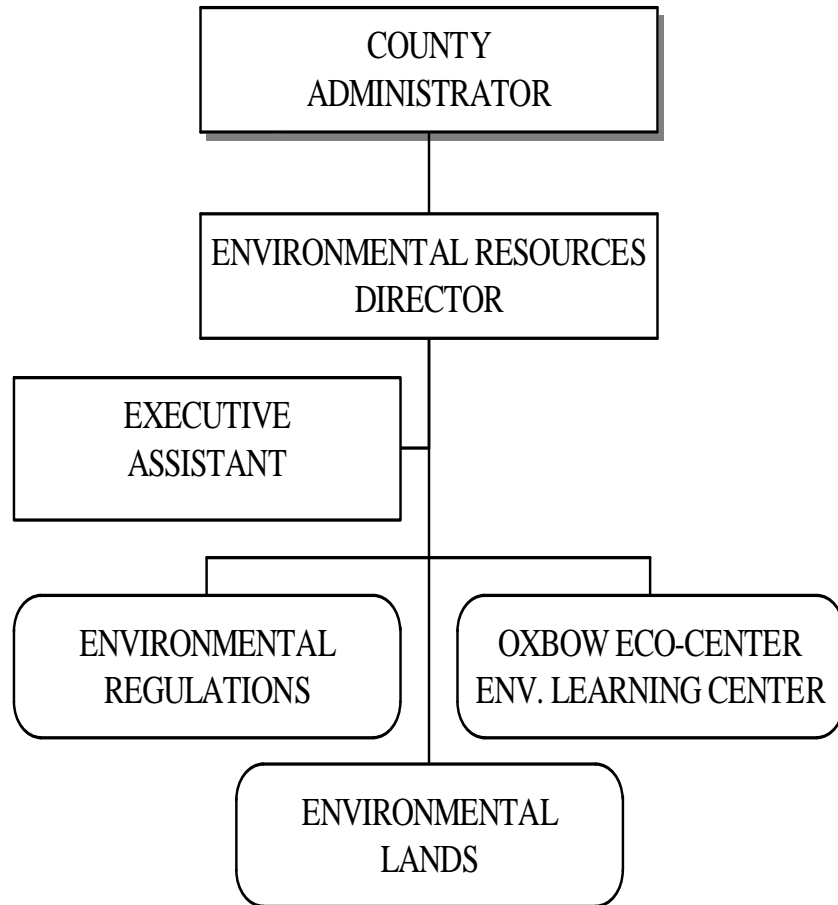 COUNTY
ADMINISTRATOR
ENVIRONMENTAL RESOURCES
DIRECTOR
EXECUTIVE
ASSISTANT
ENVIRONMENTAL
REGULATIONS
OXBOW ECO-CENTER
ENV. LEARNING CENTER
ENVIRONMENTAL
LANDS